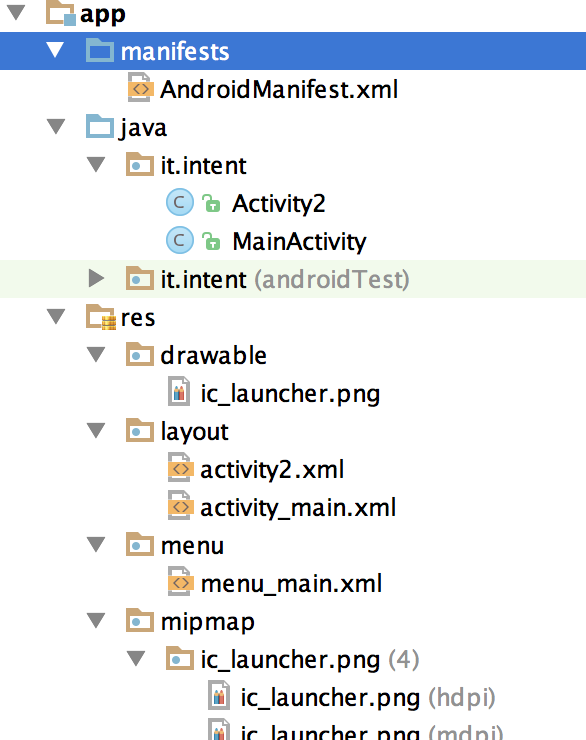 app
manifests
AndroidManifest.xml
java
it.intent
C Activity2
C MainActivity
it.intent (androidTest)
res
drawable
ic_launcher.png
layout
activity2.xml
activity_main.xml
menu
menu_main.xml
mipmap
ic_launcher.png (4)
ic_launcher.png (hdpi)
ic_launcher.png (mdpi)